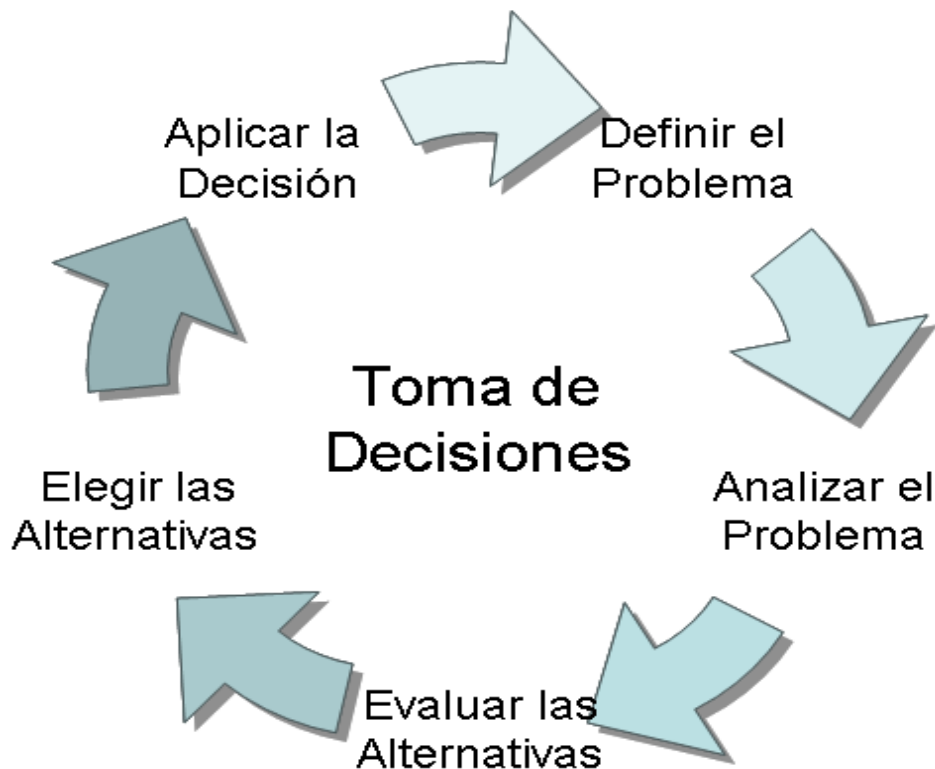 Aplicar la
Decisión
Definir el
Problema
Toma de
Decisiones
Analizar el
Problema
Evaluar las
Alternativas
Elegir las
Alternativas